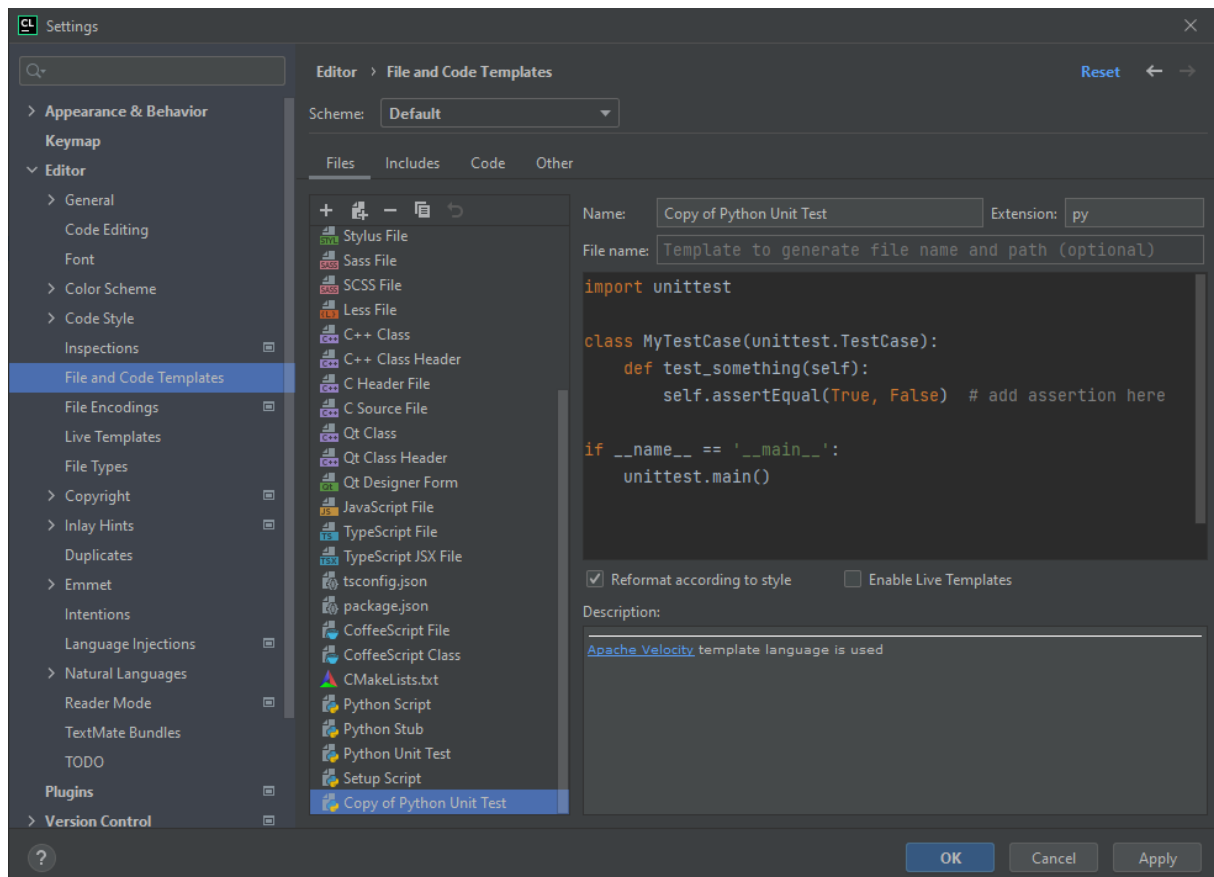 CL Settings
Appearance & Behavior
Keymap
Editor
General
Code Editing
Font
Color Scheme
Code Style
Inspections
File and Code Templates
File Encodings
Live Templates
File Types
Copyright
Inlay Hints
Duplicates
Emmet
Intentions
Language Injections
Natural Languages
Reader Mode
TextMate Bundles
TODO
Plugins
Version Control
Editor > File and Code Templates
Reset
Scheme: Default
Files Includes Code Other
Stylus File
Sass File
SCSS File
Less File
C++ Class
C++ Class Header
C Header File
C Source File
Qt Class
Qt Class Header
Qt Designer Form
JavaScript File
TypeScript File
TypeScript JSX File
tsconfig.json
package.json
CoffeeScript File
CoffeeScript Class
CMakeLists.txt
Python Script
Python Stub
Python Unit Test
Setup Script
Copy of Python Unit Test
Name: Copy of Python Unit Test Extension: py
File name: Template to generate file name and path (optional)
import unittest
class MyTestCase(unittest.TestCase):
    def test_something(self):
        self.assertEqual(True, False)  # add assertion here
if __name__ == '__main__':
    unittest.main()
Reformat according to style Enable Live Templates
Description:
Apache Velocity template language is used
? OK Cancel Apply